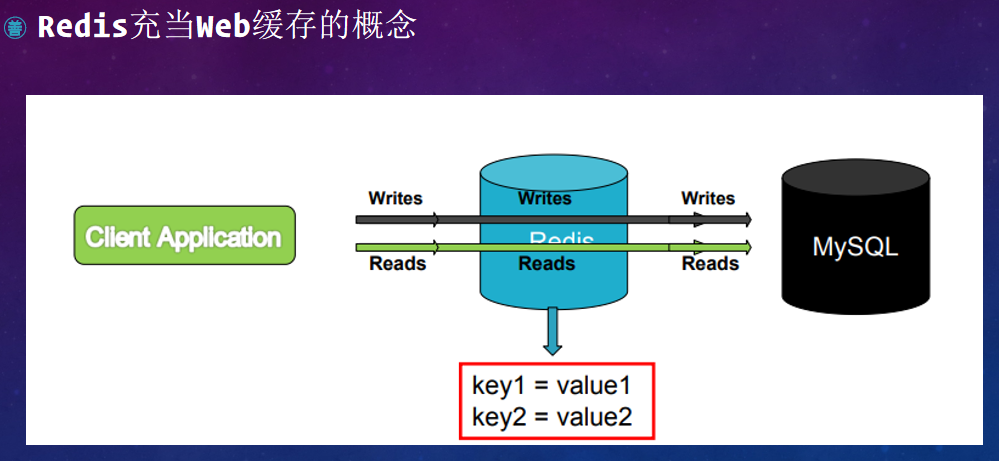 善 Redis充当Web缓存的概念
Writes Writes Writes
Client Application
Redis
MySQL
Reads Reads Reads
key1 = value1
key2 = value2